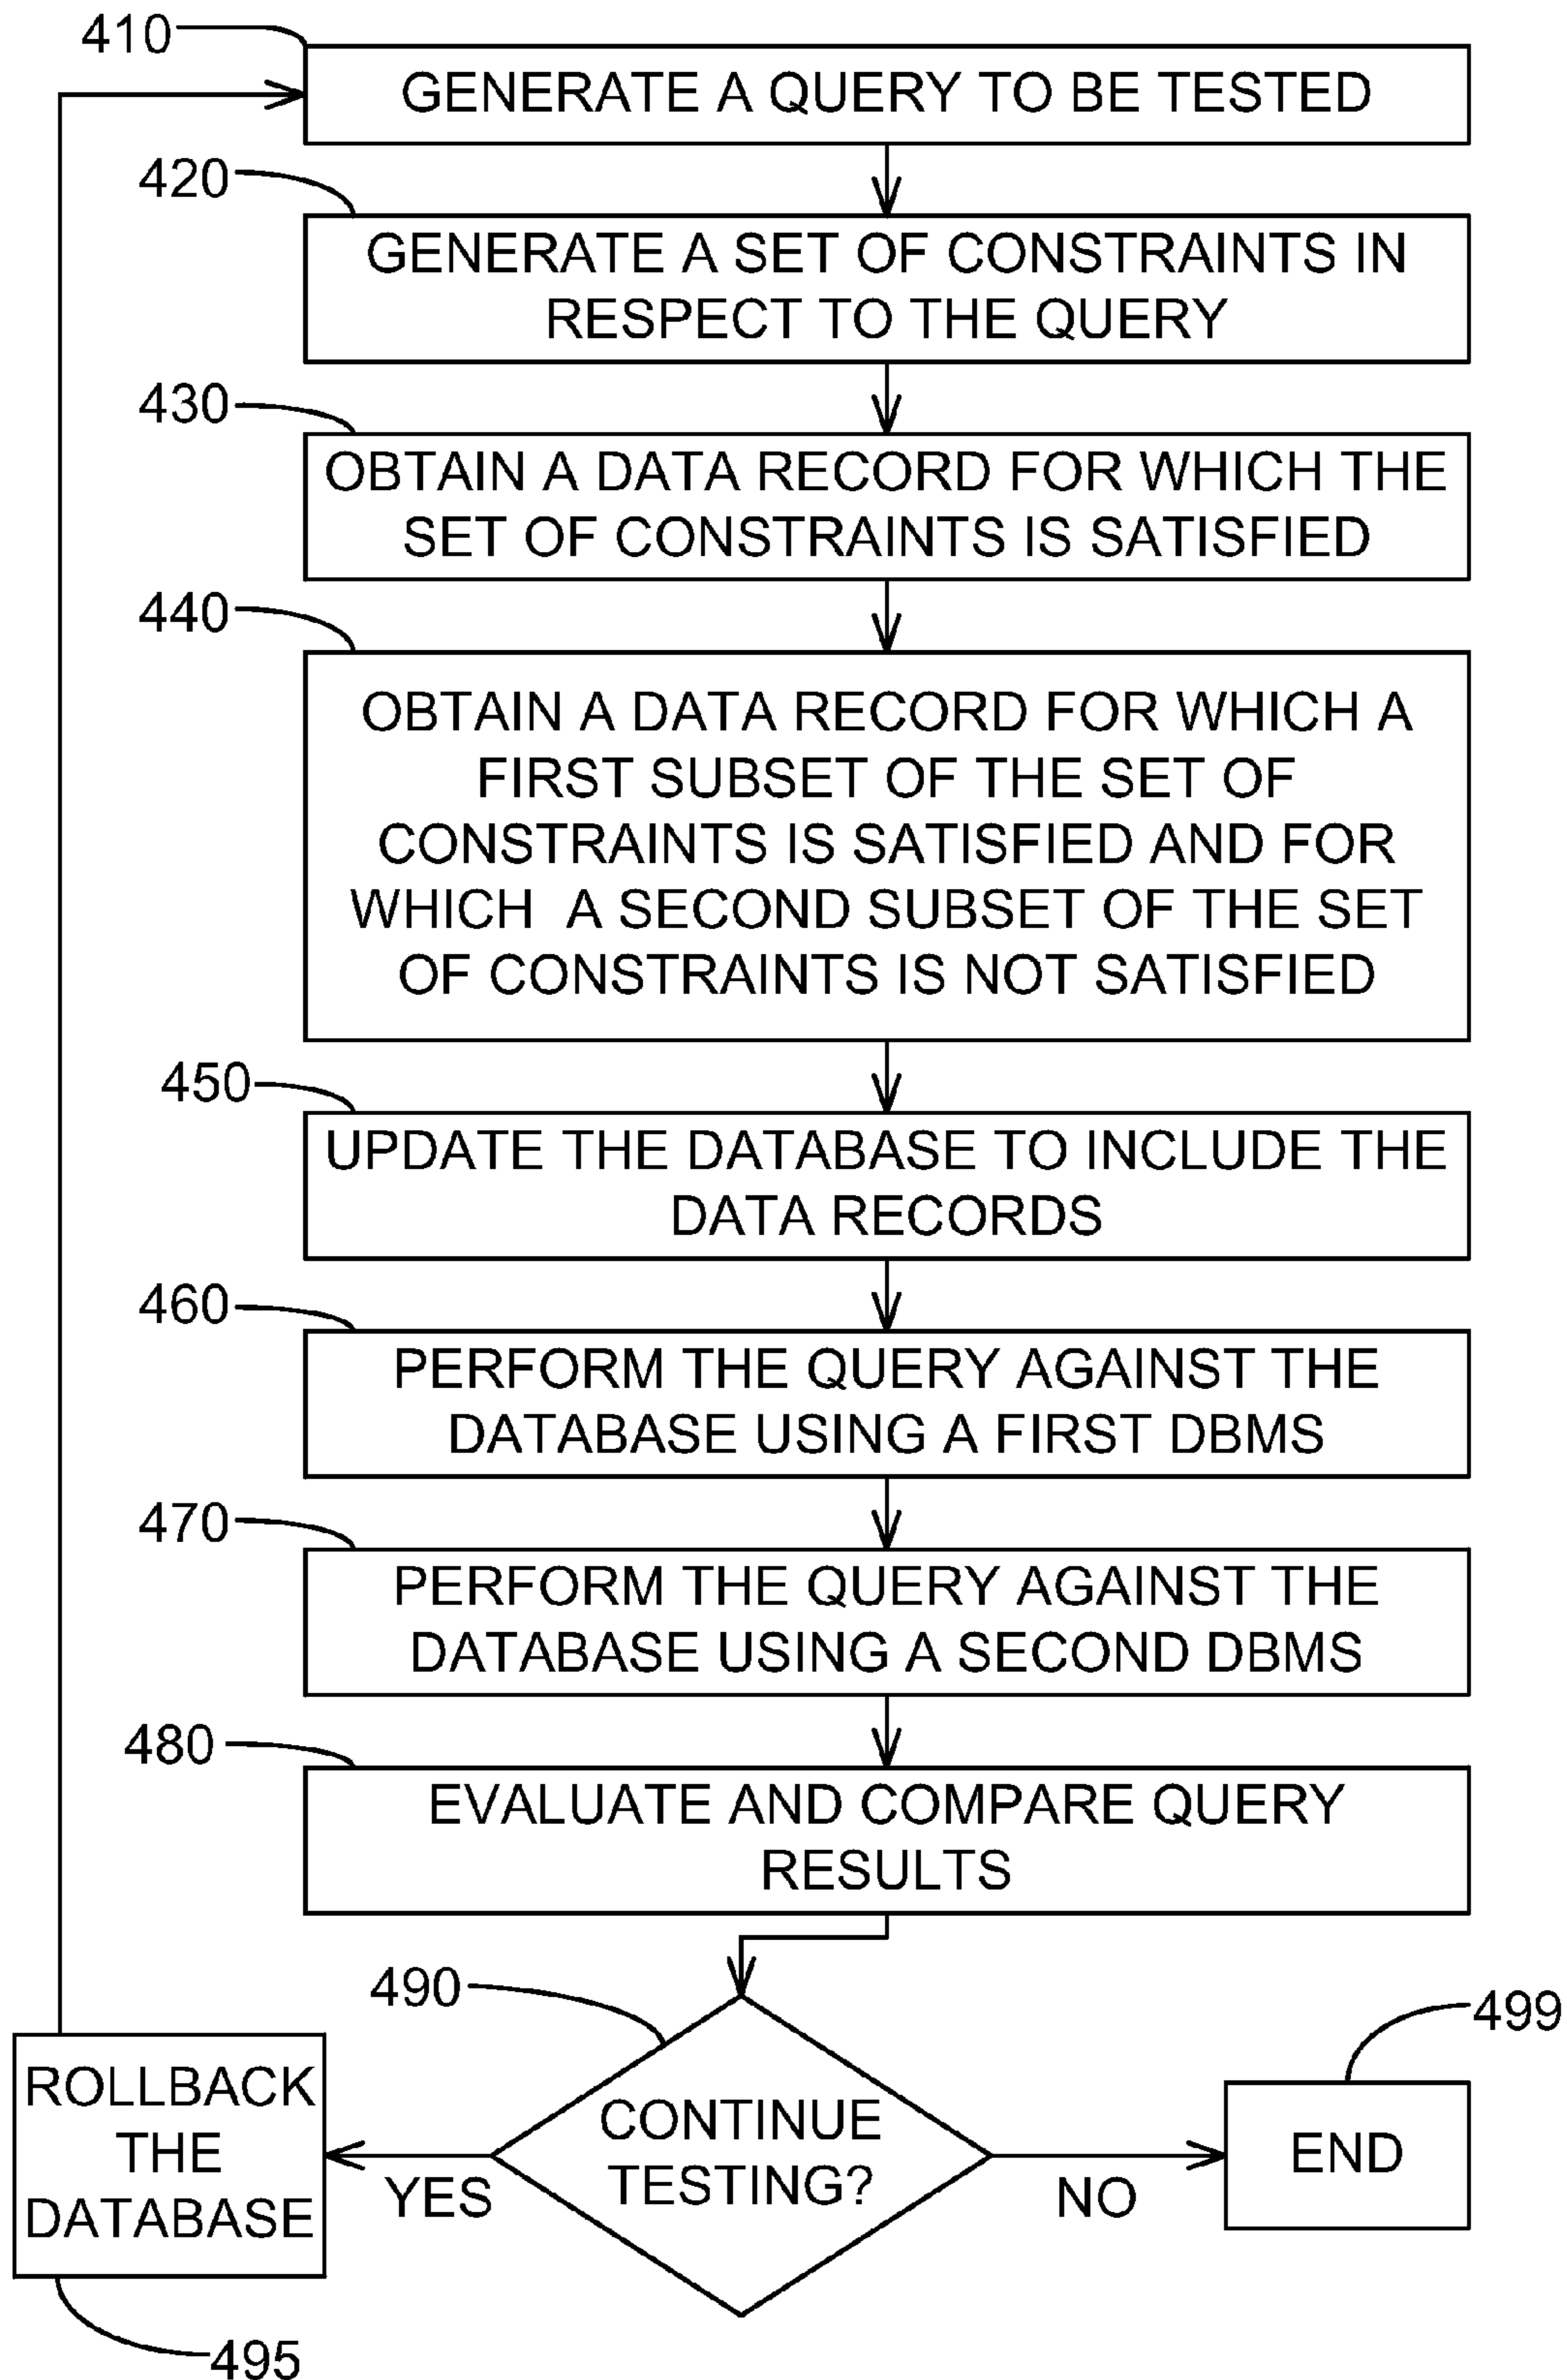 410
GENERATE A QUERY TO BE TESTED
420
GENERATE A SET OF CONSTRAINTS IN
RESPECT TO THE QUERY
430
OBTAIN A DATA RECORD FOR WHICH THE
SET OF CONSTRAINTS IS SATISFIED
440
OBTAIN A DATA RECORD FOR WHICH A
FIRST SUBSET OF THE SET OF
CONSTRAINTS IS SATISFIED AND FOR
WHICH A SECOND SUBSET OF THE SET
OF CONSTRAINTS IS NOT SATISFIED
450
UPDATE THE DATABASE TO INCLUDE THE
DATA RECORDS
460
PERFORM THE QUERY AGAINST THE
DATABASE USING A FIRST DBMS
470
PERFORM THE QUERY AGAINST THE
DATABASE USING A SECOND DBMS
480
EVALUATE AND COMPARE QUERY
RESULTS
490
CONTINUE
TESTING?
YES
NO
ROLLBACK
THE
DATABASE
495
499
END